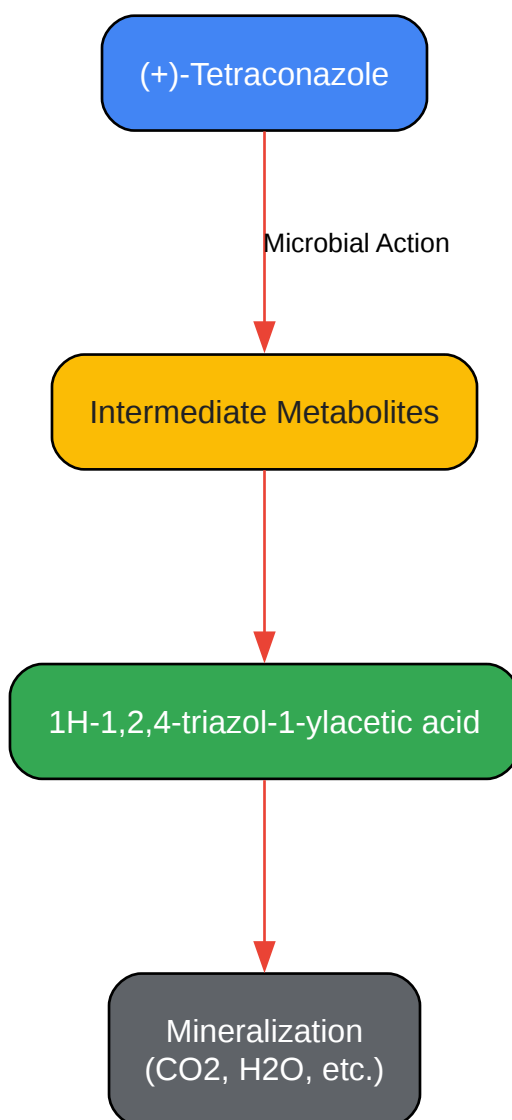 (+)-Tetraconazole
Microbial Action
Intermediate Metabolites
1H-1,2,4-triazol-1-ylacetic acid
Mineralization
(CO2, H2O, etc.)